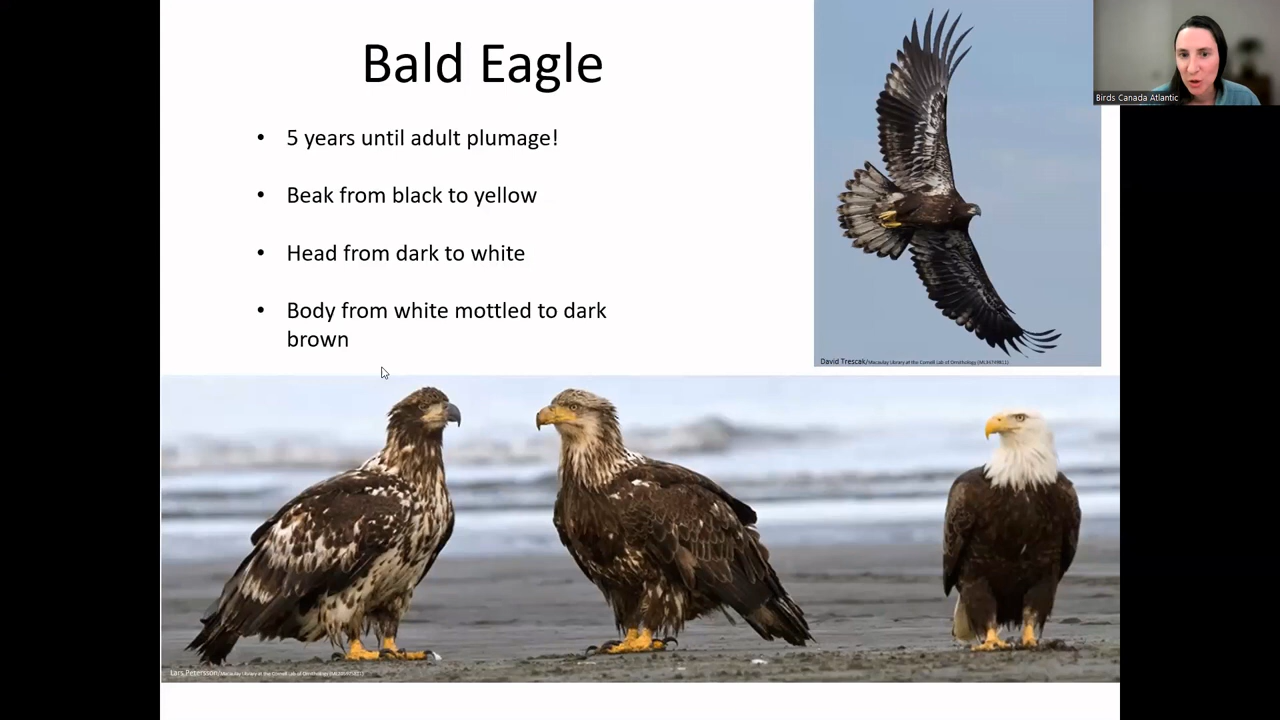 Bald Eagle
• 5 years until adult plumage!
• Beak from black to yellow
• Head from dark to white
• Body from white mottled to dark
brown
Birds Canada Atlantic
David Trescak/Macaulay Library at the Cornell Lab of Ornithology
Lars Petersson/Macaulay Library at the Cornell Lab of Ornithology